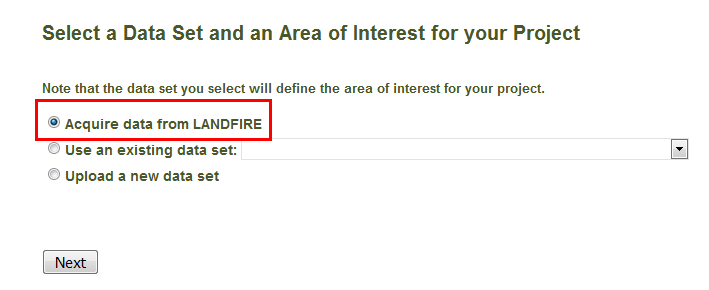 Select a Data Set and an Area of Interest for your Project
Note that the data set you select will define the area of interest for your project.
Acquire data from LANDFIRE
Use an existing data set:
Upload a new data set
Next